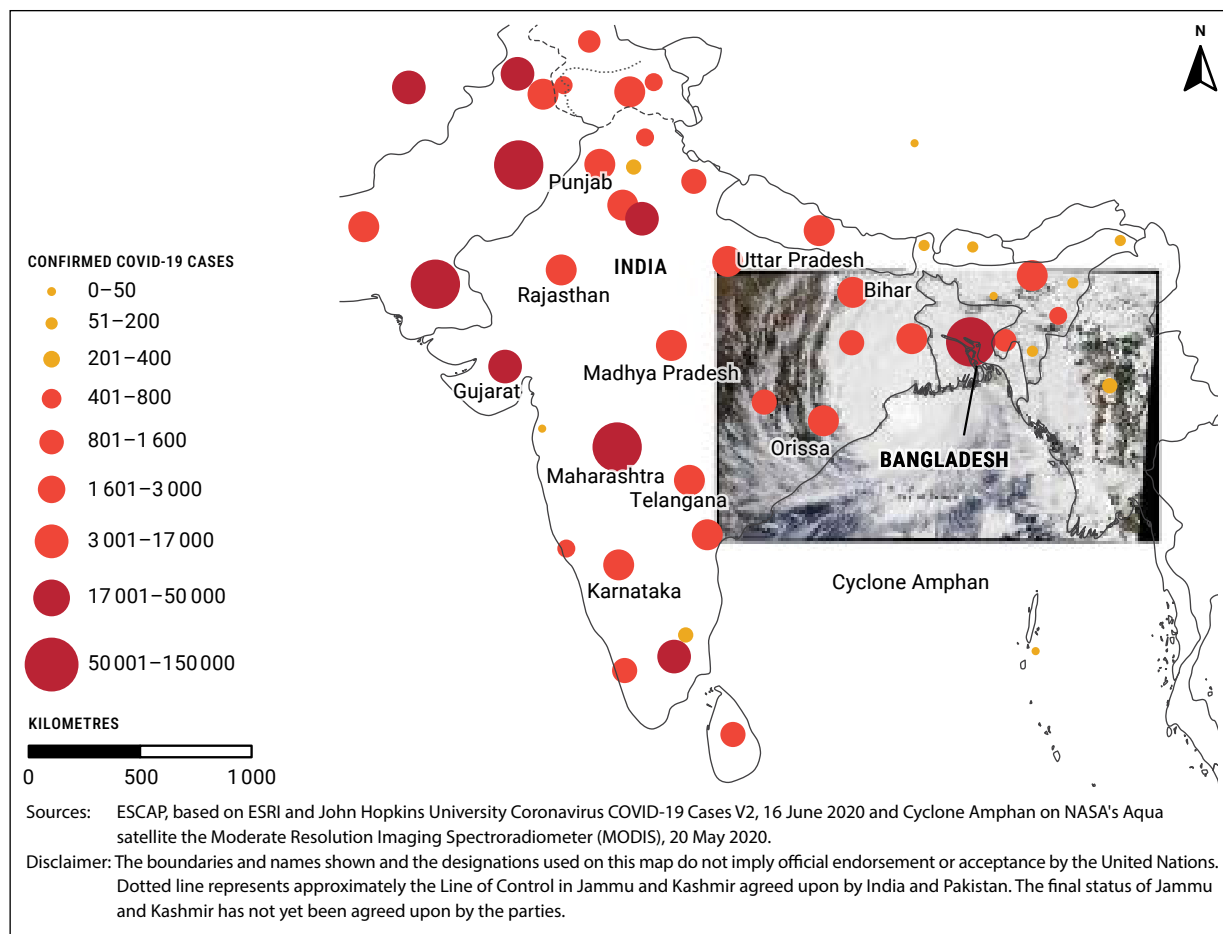 N
Punjab
INDIA
Uttar Pradesh
Rajasthan
Bihar
Madhya Pradesh
Gujarat
Orissa
BANGLADESH
Maharashtra
Telangana
Karnataka
Cyclone Amphan
CONFIRMED COVID-19 CASES
0–50
51–200
201–400
401–800
801–1 600
1 601–3 000
3 001–17 000
17 001–50 000
50 001–150 000
KILOMETRES
0 500 1 000
Sources: ESCAP, based on ESRI and John Hopkins University Coronavirus COVID-19 Cases V2, 16 June 2020 and Cyclone Amphan on NASA's Aqua
satellite the Moderate Resolution Imaging Spectroradiometer (MODIS), 20 May 2020.
Disclaimer: The boundaries and names shown and the designations used on this map do not imply official endorsement or acceptance by the United Nations.
Dotted line represents approximately the Line of Control in Jammu and Kashmir agreed upon by India and Pakistan. The final status of Jammu
and Kashmir has not yet been agreed upon by the parties.